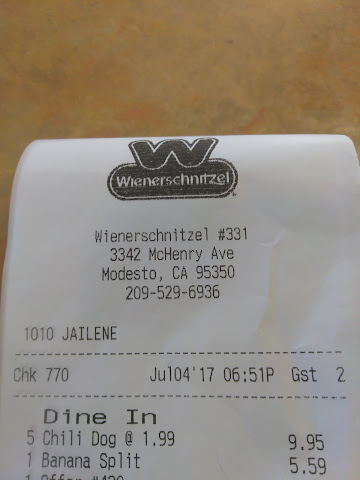 W
Wienerschnitzel
Wienerschnitzel #331
3342 McHenry Ave
Modesto, CA 95350
209-529-6936
1010 JAILENE
Chk 770 Jul04'17 06:51P Gst 2
Dine In
5 Chili Dog @ 1.99 9.95
1 Banana Split 5.59